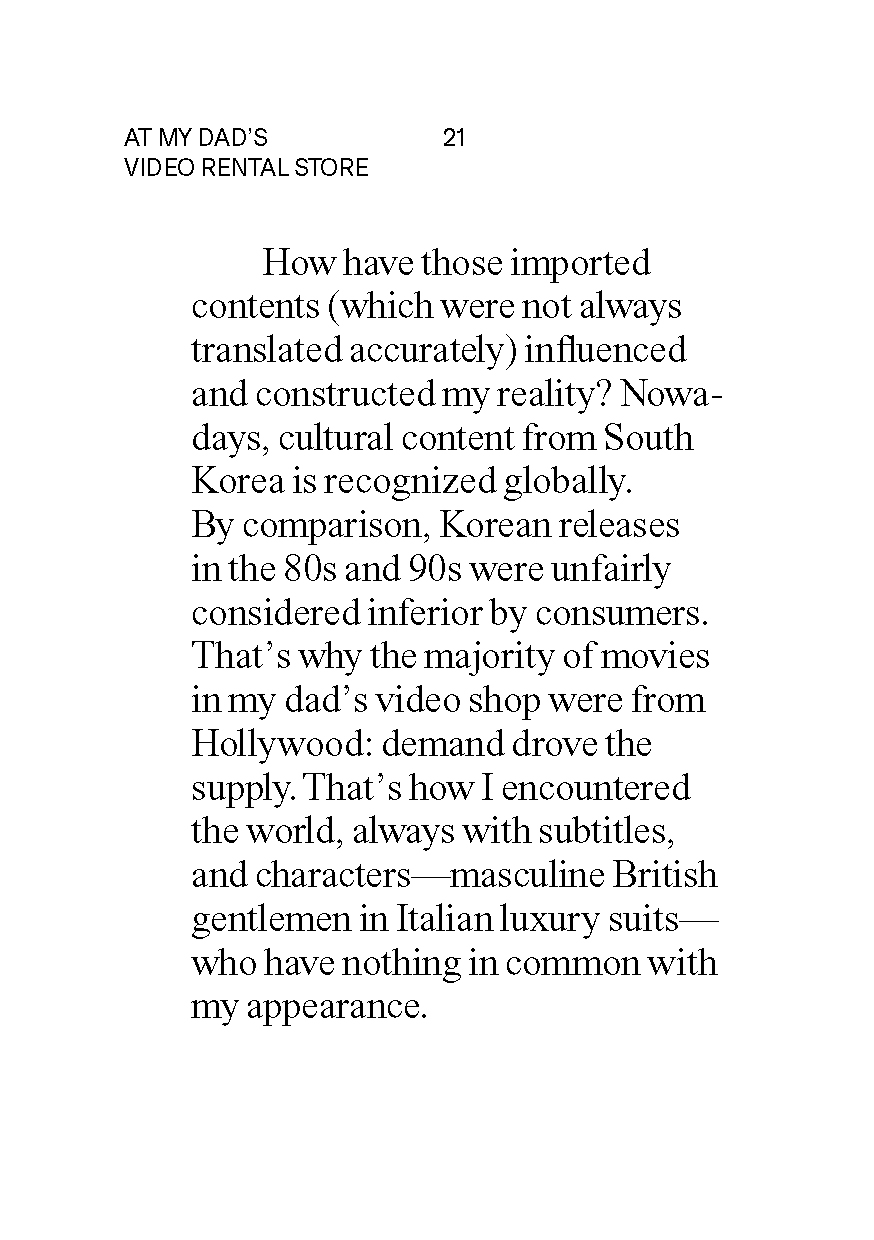 AT MY DAD'S 21
VIDEO RENTAL STORE
How have those imported
contents (which were not always
translated accurately) influenced
and constructed my reality? Nowa-
days, cultural content from South
Korea is recognized globally.
By comparison, Korean releases
in the 80s and 90s were unfairly
considered inferior by consumers.
That's why the majority of movies
in my dad's video shop were from
Hollywood: demand drove the
supply. That's how I encountered
the world, always with subtitles,
and characters—masculine British
gentlemen in Italian luxury suits—
who have nothing in common with
my appearance.